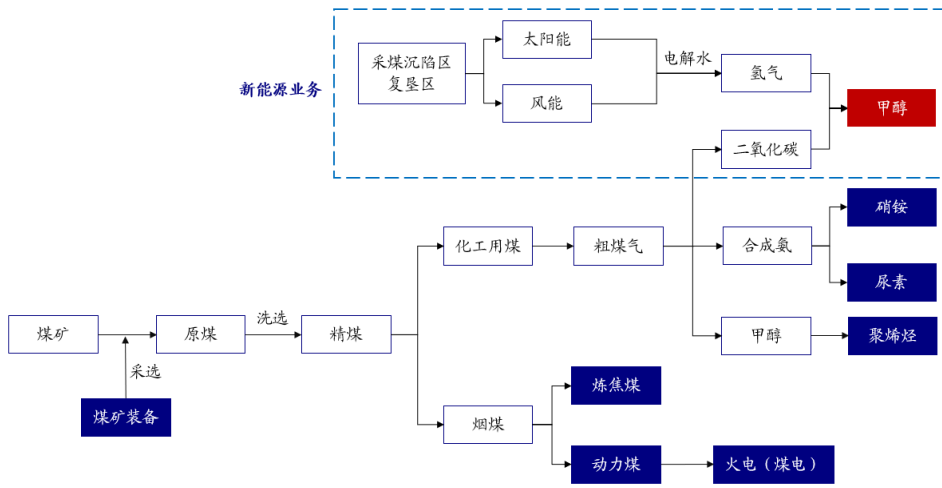 太阳能
采煤沉陷区
复垦区
电解水
氢气
新能源业务
风能
甲醇
二氧化碳
硝铵
化工用煤
粗煤气
合成氨
尿素
洗选
煤矿
原煤
精煤
甲醇
聚烯烃
采选
炼焦煤
煤矿装备
烟煤
动力煤
火电（煤电）